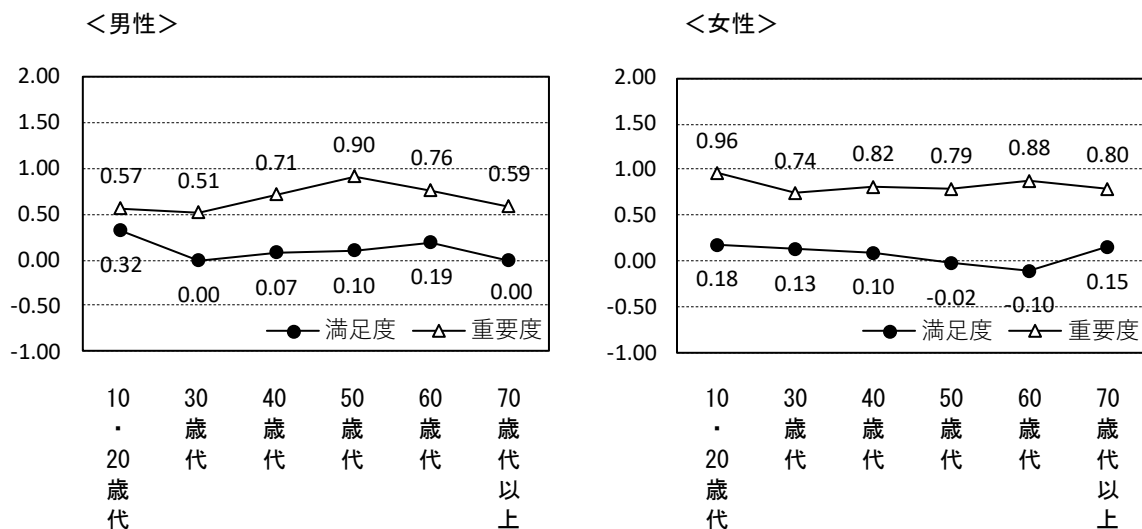 ＜男性＞
2.00
1.50
1.00
0.50
0.00
-0.50
-1.00
0.57
0.51
0.71
0.90
0.76
0.59
0.32
0.00
0.07
0.10
0.19
0.00
満足度
重要度
10・20歳代
30歳代
40歳代
50歳代
60歳代
70歳代以上
＜女性＞
2.00
1.50
1.00
0.50
0.00
-0.50
-1.00
0.96
0.74
0.82
0.79
0.88
0.80
0.18
0.13
0.10
-0.02
-0.10
0.15
満足度
重要度
10・20歳代
30歳代
40歳代
50歳代
60歳代
70歳代以上